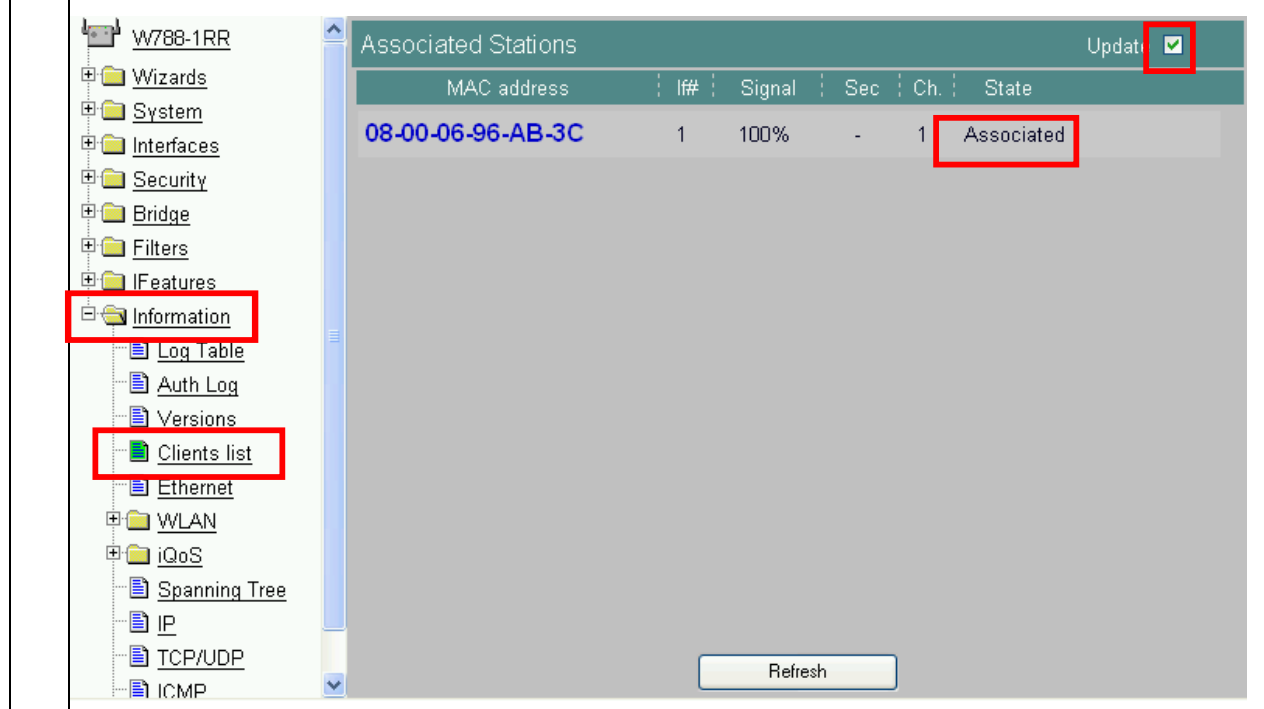 W788-1RR
Wizards
System
Interfaces
Security
Bridge
Filters
IFeatures
Information
Log Table
Auth Log
Versions
Clients list
Ethernet
WLAN
iQoS
Spanning Tree
IP
TCP/UDP
ICMP
Associated Stations Update
MAC address If# Signal Sec Ch. State
08-00-06-96-AB-3C 1 100% - 1 Associated
Refresh